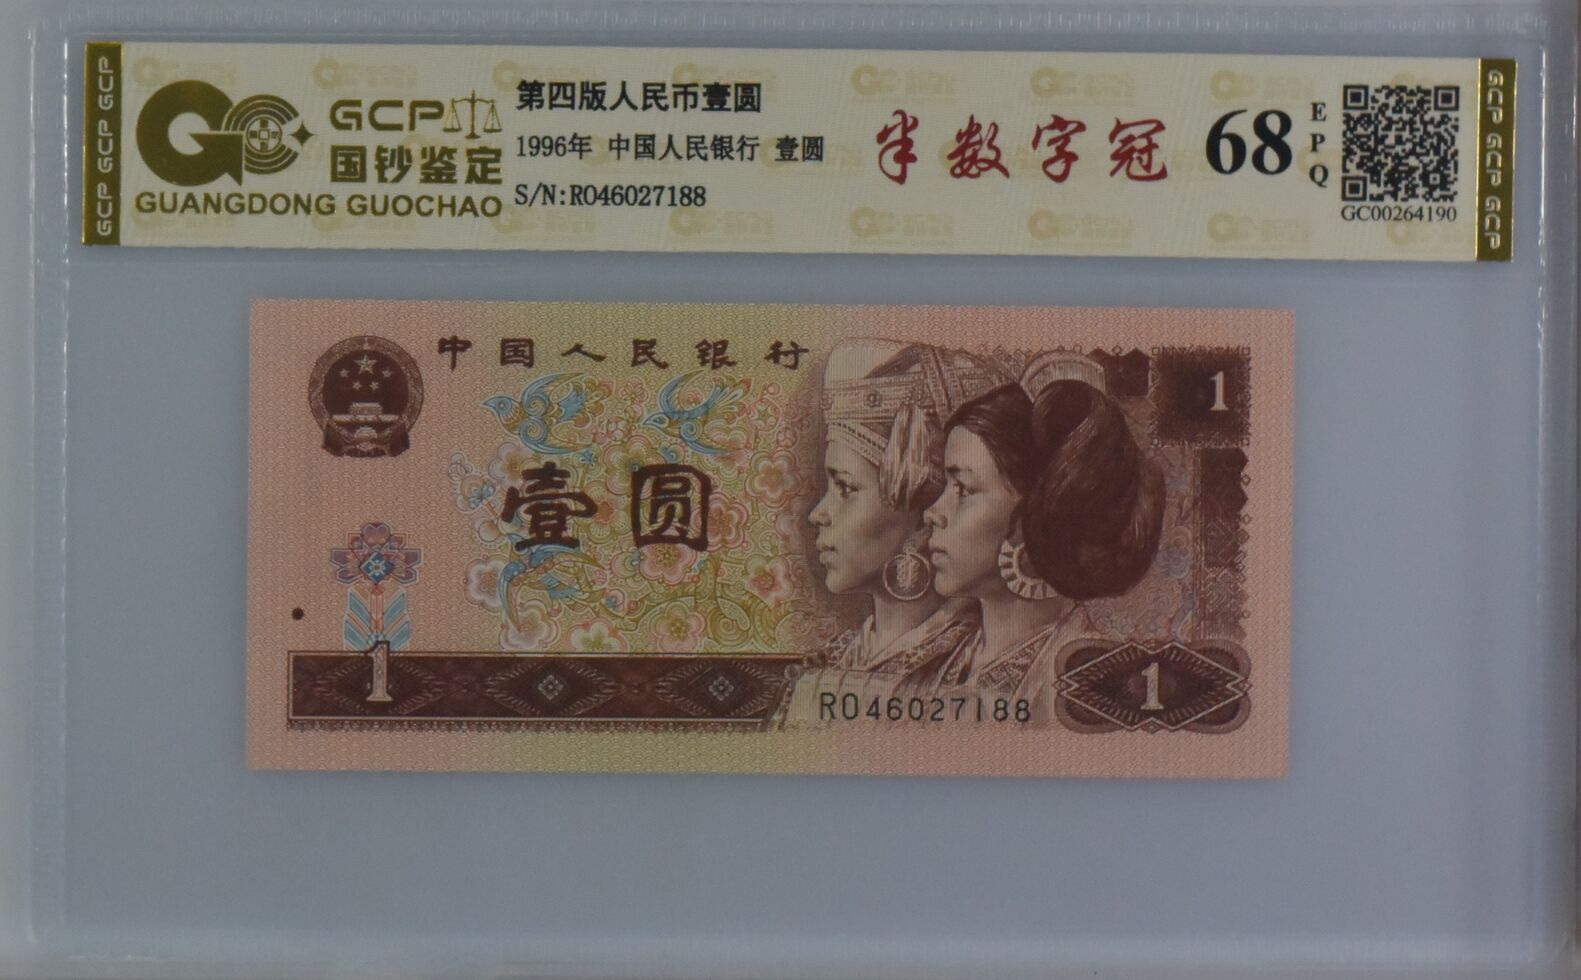 GCP GCP GCP
GCP
国钞鉴定
GUANGDONG GUOCHAO
第四版人民币壹圆
1996年 中国人民银行 壹圆
S/N:RO46027188
半数字冠
68
EPQ
GC00264190
GCP GCP GCP
中国人民银行
1
壹圆
1
RO46027188
1